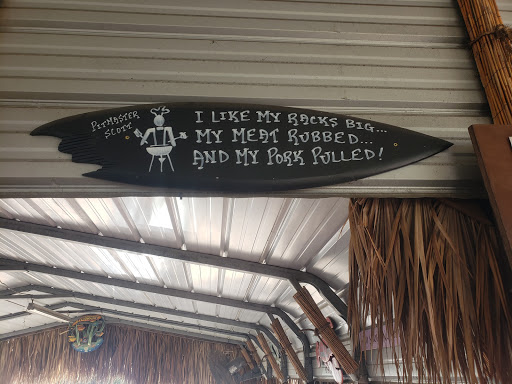 PITMASTER
SCOTT
I LIKE MY RACKS BIG...
MY MEAT RUBBED...
AND MY PORK PULLED!